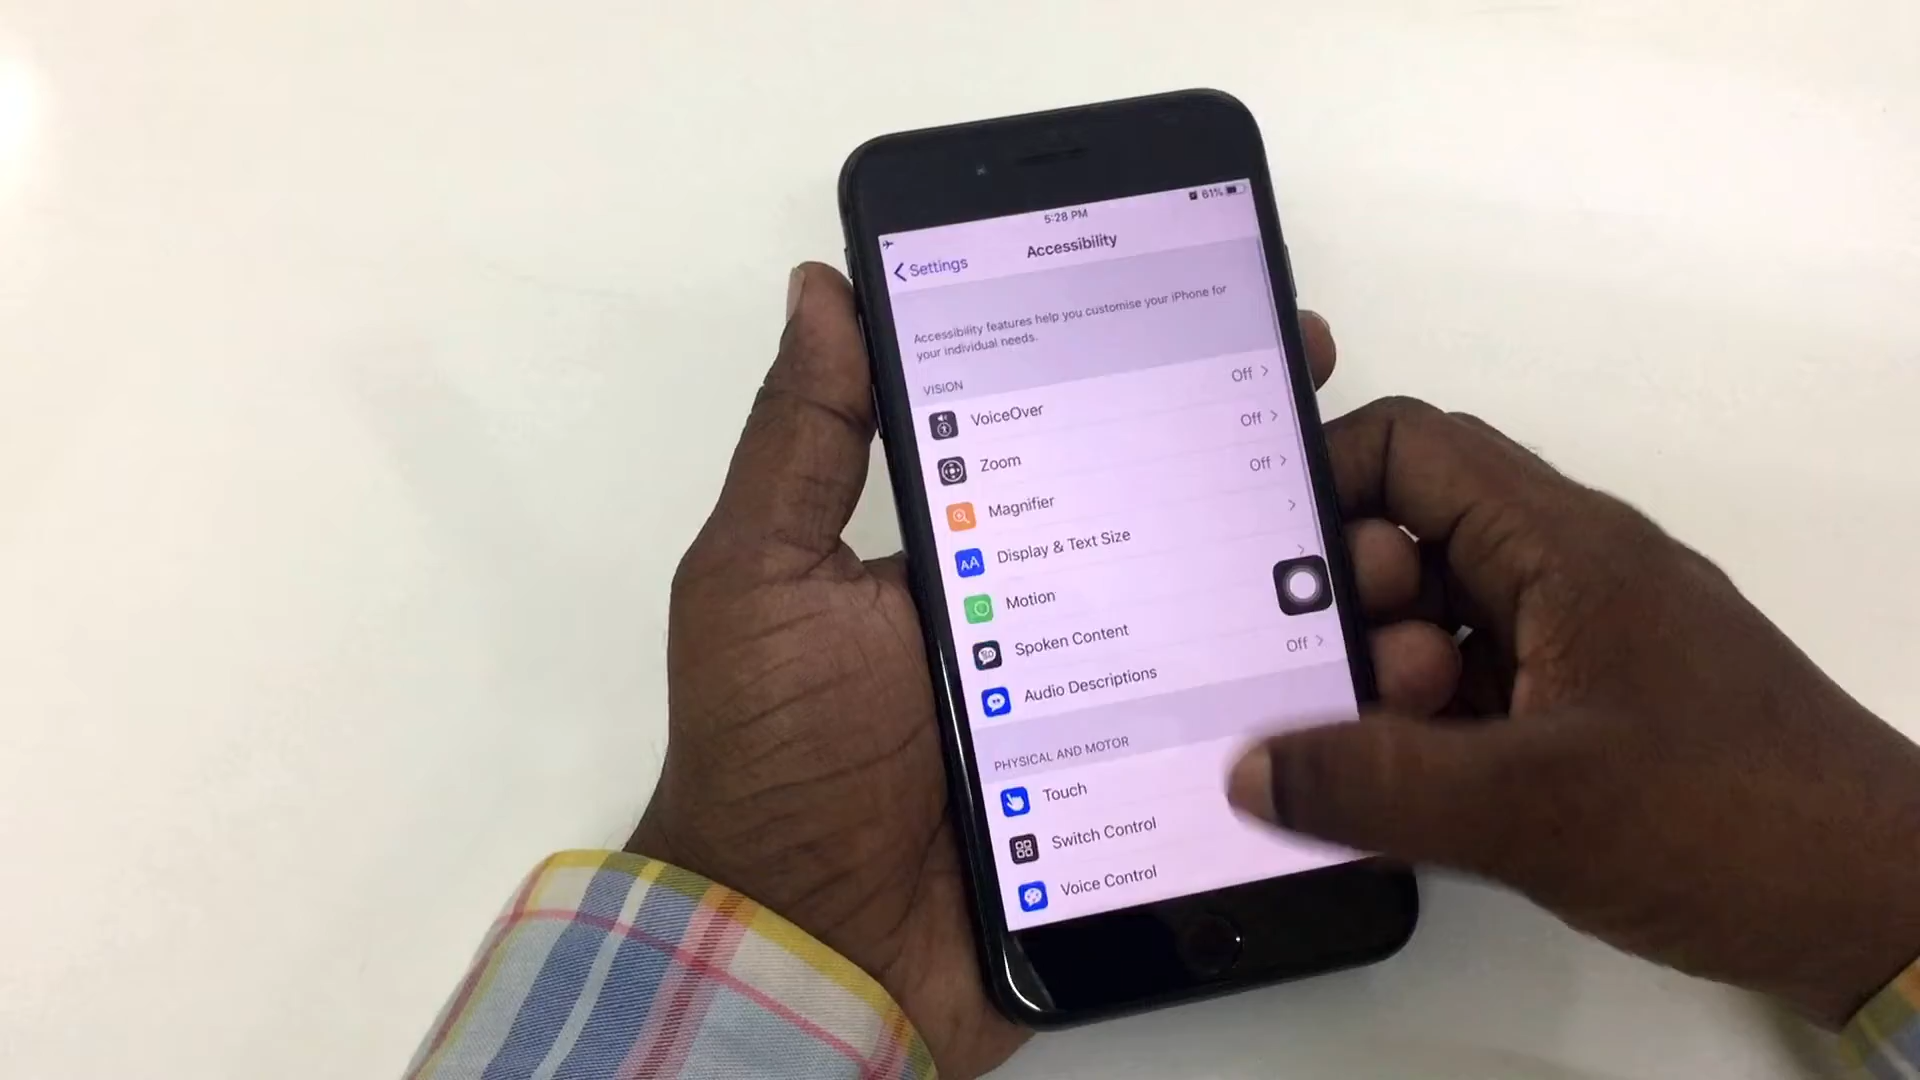 5:28 PM
61%
Settings
Accessibility
Accessibility features help you customise your iPhone for
your individual needs.
VISION
VoiceOver Off
Zoom Off
Magnifier Off
Display & Text Size
Motion
Spoken Content
Audio Descriptions Off
PHYSICAL AND MOTOR
Touch
Switch Control
Voice Control